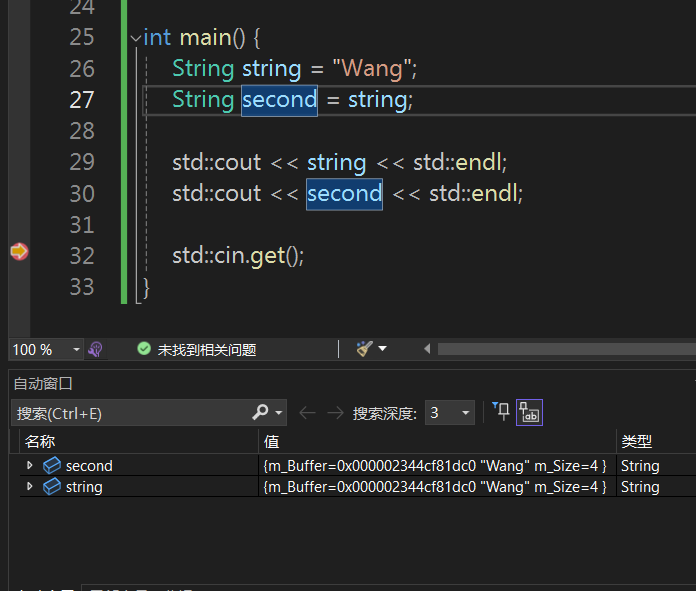 24
25 int main() {
26 String string = "Wang";
27 String second = string;
28
29 std::cout << string << std::endl;
30 std::cout << second << std::endl;
31
32 std::cin.get();
33 }
100 % 未找到相关问题
自动窗口
搜索(Ctrl+E) 搜索深度: 3
名称 值 类型
second {m_Buffer=0x000002344cf81dc0 "Wang" m_Size=4 } String
string {m_Buffer=0x000002344cf81dc0 "Wang" m_Size=4 } String